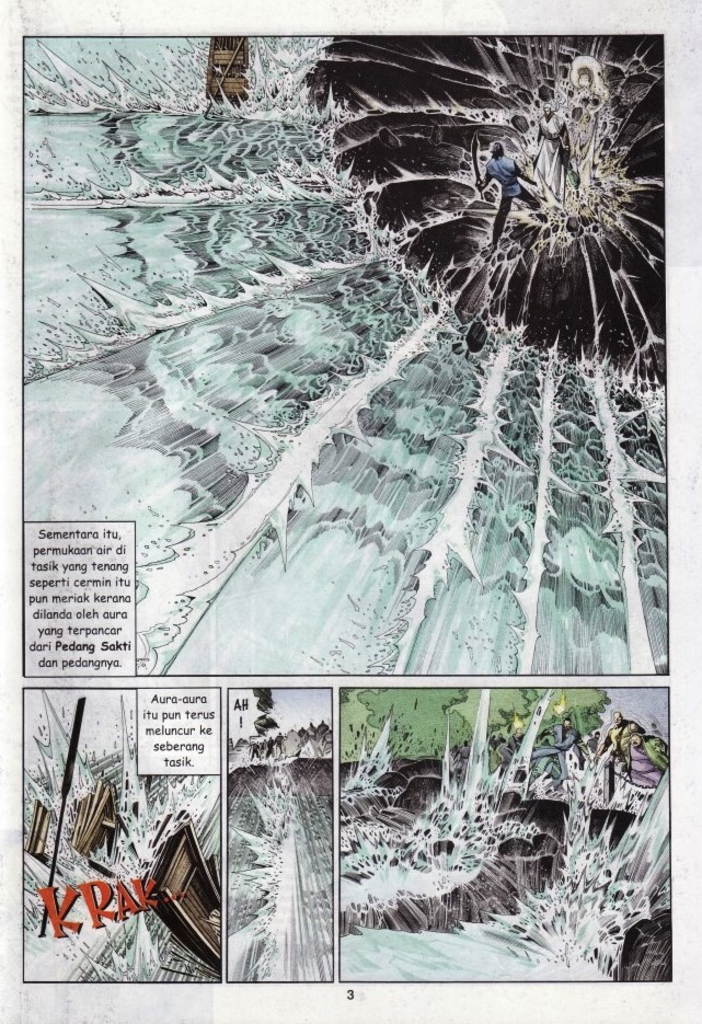 Sementara itu,
permukaan air di
tasik yang tenang
seperti cermin itu
pun meriak kerana
dilanda oleh aura
yang terpancar
dari Pedang Sakti
dan pedangnya.
Aura-aura
itu pun terus
meluncur ke
seberang
tasik.
KRAK...
AH
!
3